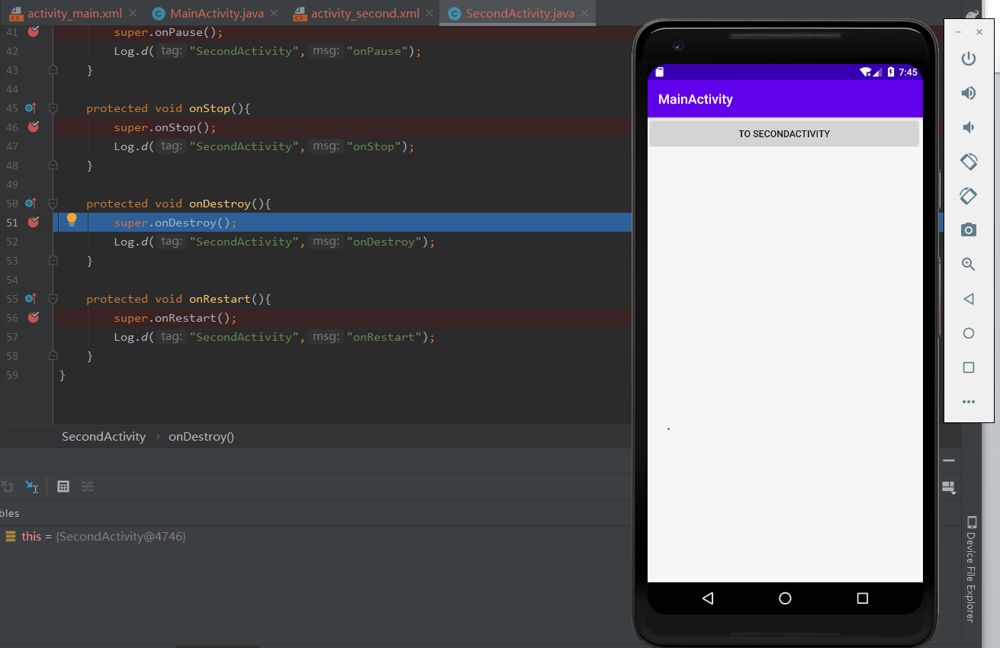 activity_main.xml MainActivity.java activity_second.xml SecondActivity.java
41 super.onPause();
42 Log.d( tag: "SecondActivity", msg: "onPause");
43 }
44
45 protected void onStop(){
46 super.onStop();
47 Log.d( tag: "SecondActivity", msg: "onStop");
48 }
49
50 protected void onDestroy(){
51 super.onDestroy();
52 Log.d( tag: "SecondActivity", msg: "onDestroy");
53 }
54
55 protected void onRestart(){
56 super.onRestart();
57 Log.d( tag: "SecondActivity", msg: "onRestart");
58 }
59 }
SecondActivity › onDestroy()
bles
this = {SecondActivity@4746}
7:45
MainActivity
TO SECONDACTIVITY
Device File Explorer